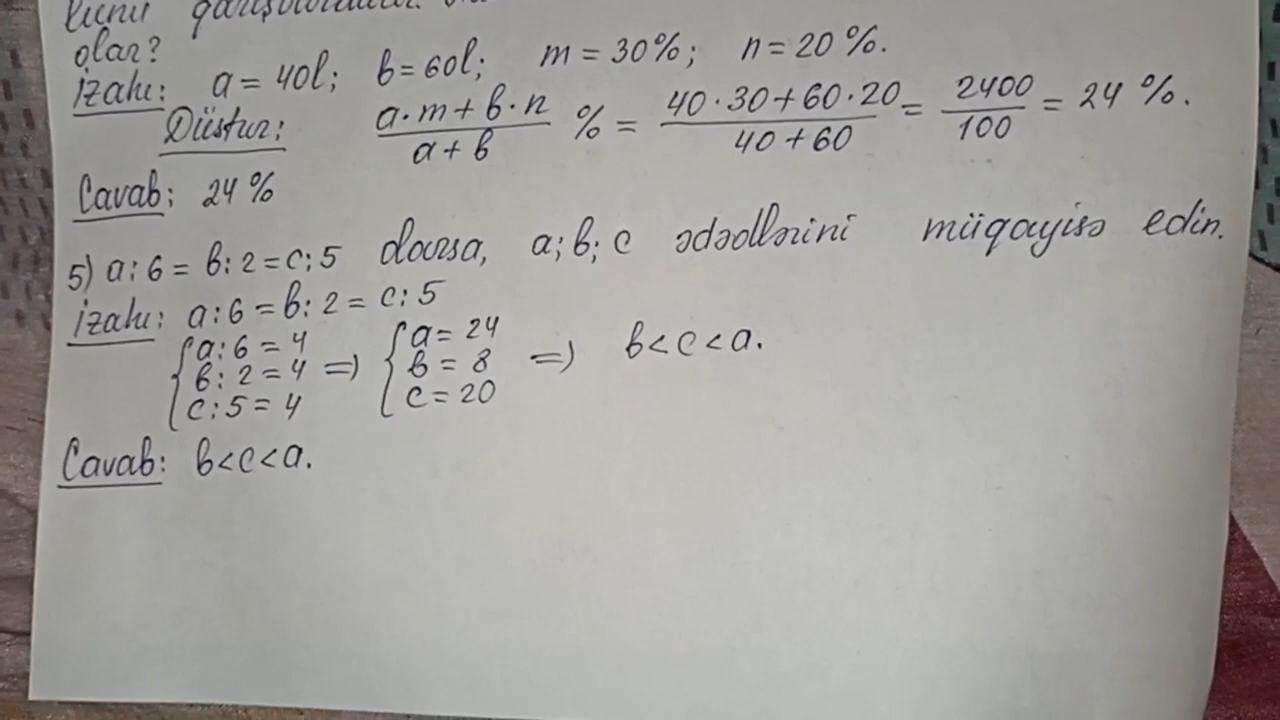 olar?
İzahı: a = 40l; b = 60l; m = 30%; n = 20%.
Düstur: (a·m + b·n)/(a + b) % = (40·30 + 60·20)/(40 + 60) = 2400/100 = 24 %.
Cavab: 24 %
5) a:6 = b:2 = c:5 olarsa, a; b; c ədədlərini müqayisə edin.
İzahı: a:6 = b:2 = c:5
{ a:6 = 4 { a = 24
{ b:2 = 4 => { b = 8 => b < c < a.
{ c:5 = 4 { c = 20
Cavab: b < c < a.